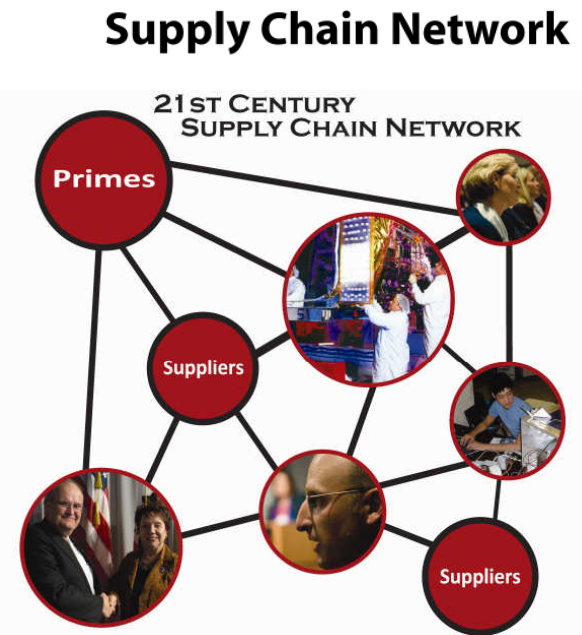 Supply Chain Network
21ST CENTURY
SUPPLY CHAIN NETWORK
Primes
Suppliers
Suppliers